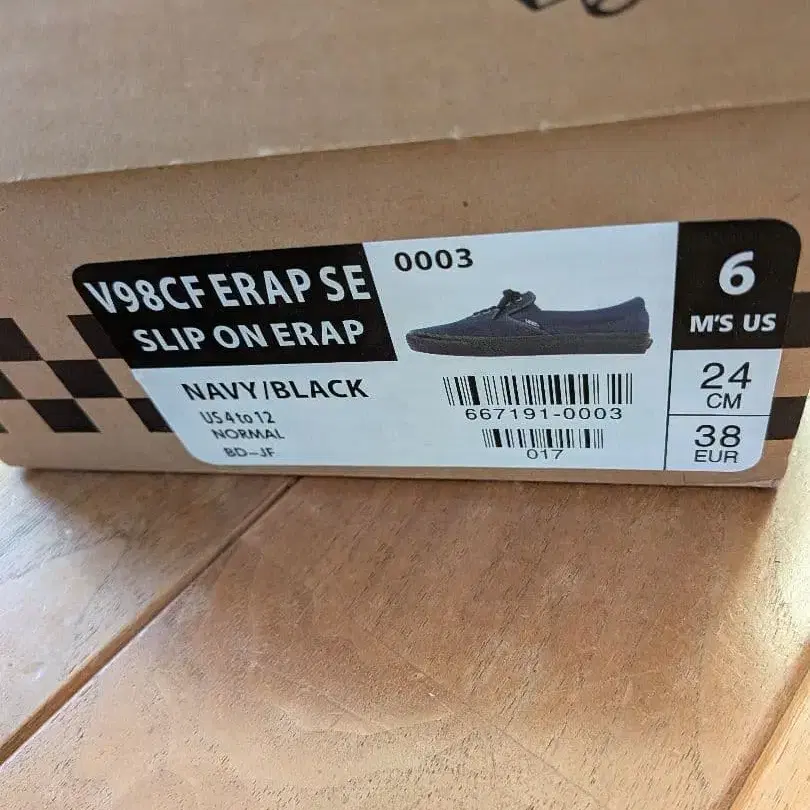 V98CF ERAP SE
SLIP ON ERAP
0003
6
M'S US
NAVY/BLACK
US 4 to 12
NORMAL
BD-JF
667191-0003
017
24
CM
38
EUR